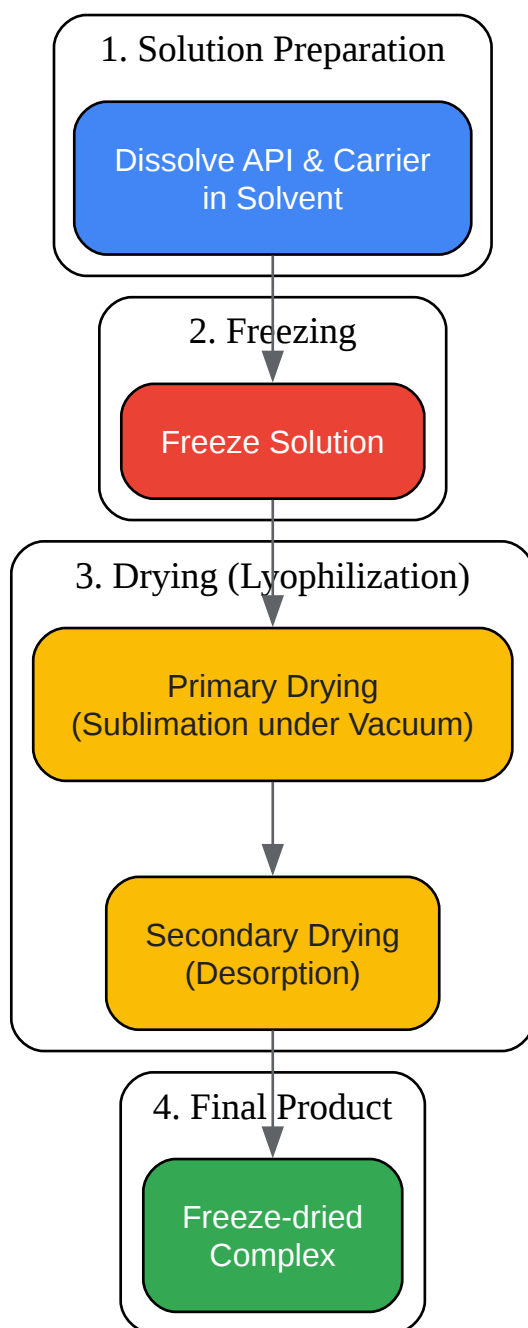 1. Solution Preparation
Dissolve API & Carrier
in Solvent
2. Freezing
Freeze Solution
3. Drying (Lyophilization)
Primary Drying
(Sublimation under Vacuum)
Secondary Drying
(Desorption)
4. Final Product
Freeze-dried
Complex